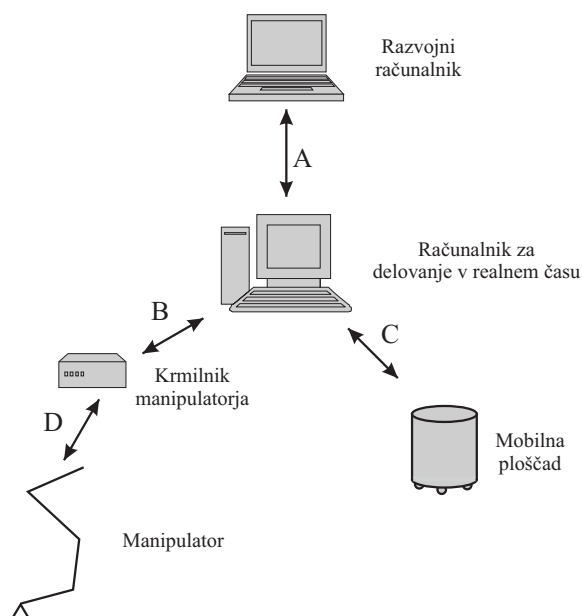 Razvojni
računalnik
A
Računalnik za
delovanje v realnem času
B
C
Krmilnik
manipulatorja
D
Mobilna
ploščad
Manipulator